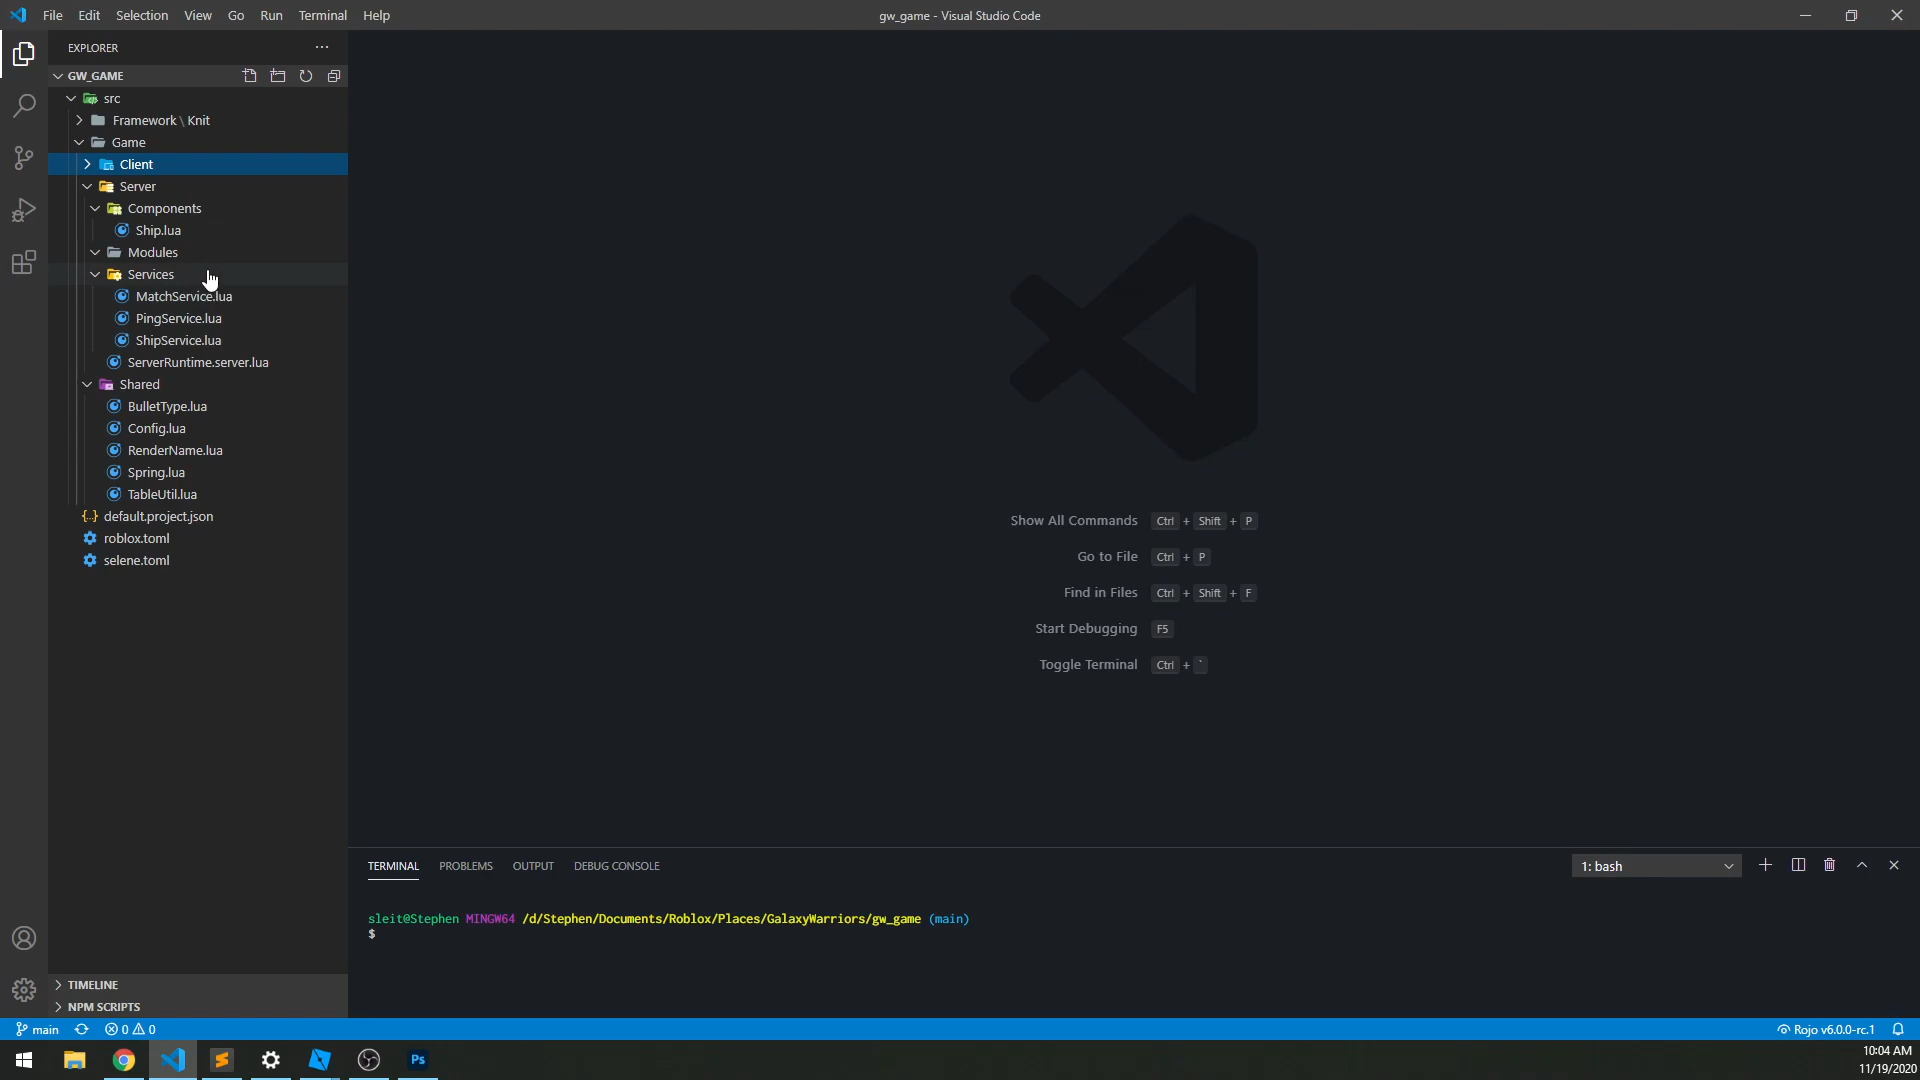 File Edit Selection View Go Run Terminal Help
gw_game - Visual Studio Code
EXPLORER
GW_GAME
src
Framework \ Knit
Game
Client
Server
Components
Ship.lua
Modules
Services
MatchService.lua
PingService.lua
ShipService.lua
ServerRuntime.server.lua
Shared
BulletType.lua
Config.lua
RenderName.lua
Spring.lua
TableUtil.lua
default.project.json
roblox.toml
selene.toml
TIMELINE
NPM SCRIPTS
Show All Commands Ctrl + Shift + P
Go to File Ctrl + P
Find in Files Ctrl + Shift + F
Start Debugging F5
Toggle Terminal Ctrl + `
TERMINAL PROBLEMS OUTPUT DEBUG CONSOLE
1: bash
sleit@Stephen MINGW64 /d/Stephen/Documents/Roblox/Places/GalaxyWarriors/gw_game (main)
$
main 0 0
Rojo v6.0.0-rc.1
Ps
10:04 AM
11/19/2020